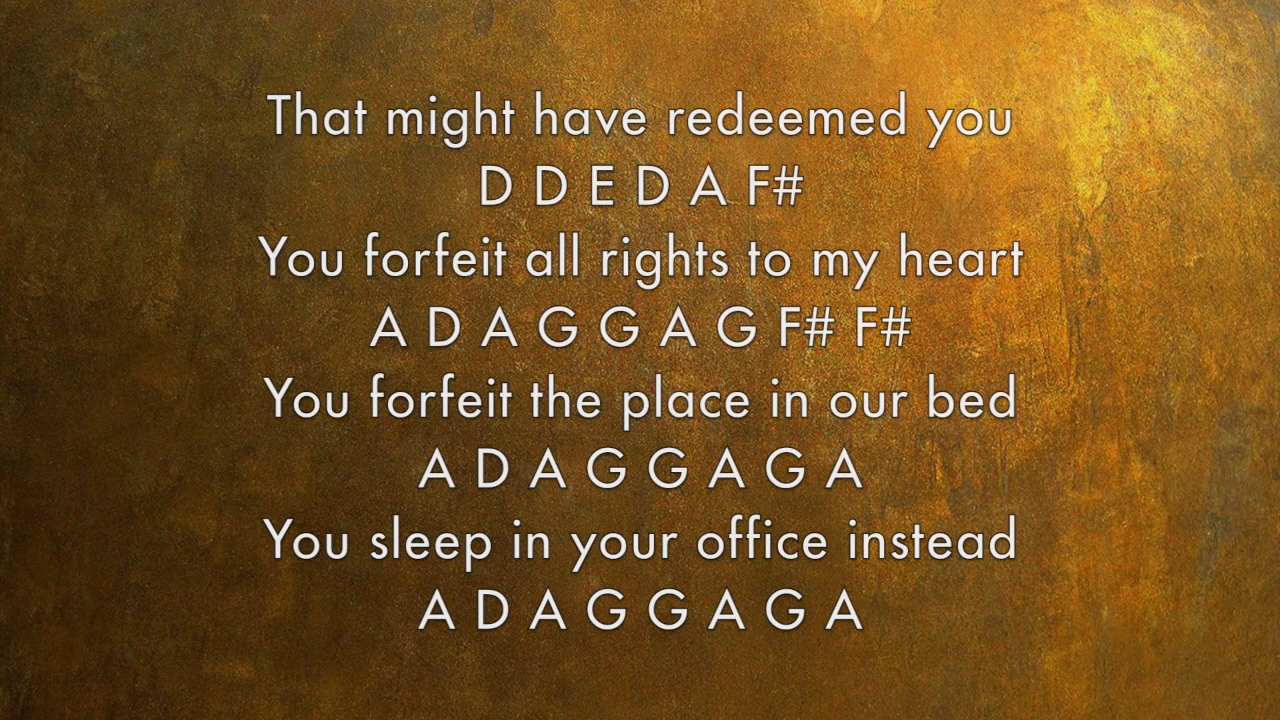 That might have redeemed you
D D E D A F#
You forfeit all rights to my heart
A D A G G A G F# F#
You forfeit the place in our bed
A D A G G A G A
You sleep in your office instead
A D A G G A G A